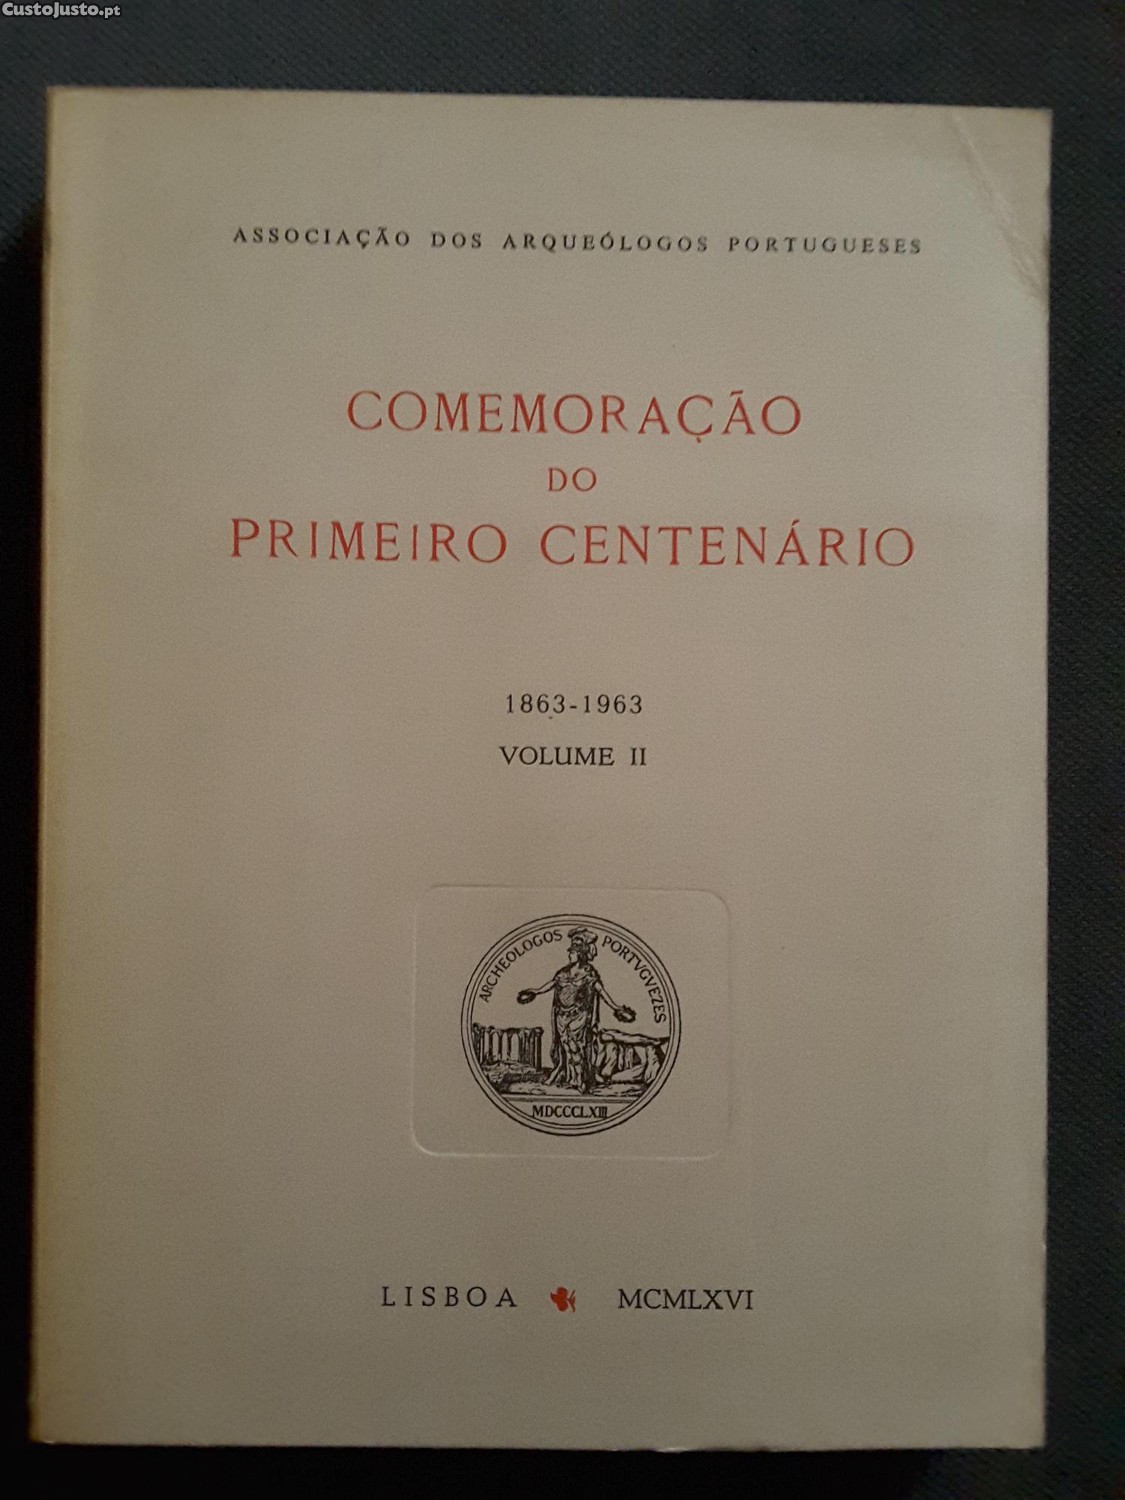 CustoJusto.pt
ASSOCIAÇÃO DOS ARQUEÓLOGOS PORTUGUESES
COMEMORAÇÃO
DO
PRIMEIRO CENTENÁRIO
1863-1963
VOLUME II
ARCHEOLOGOS PORTVGVEZES
MDCCCLXIII
LISBOA MCMLXVI